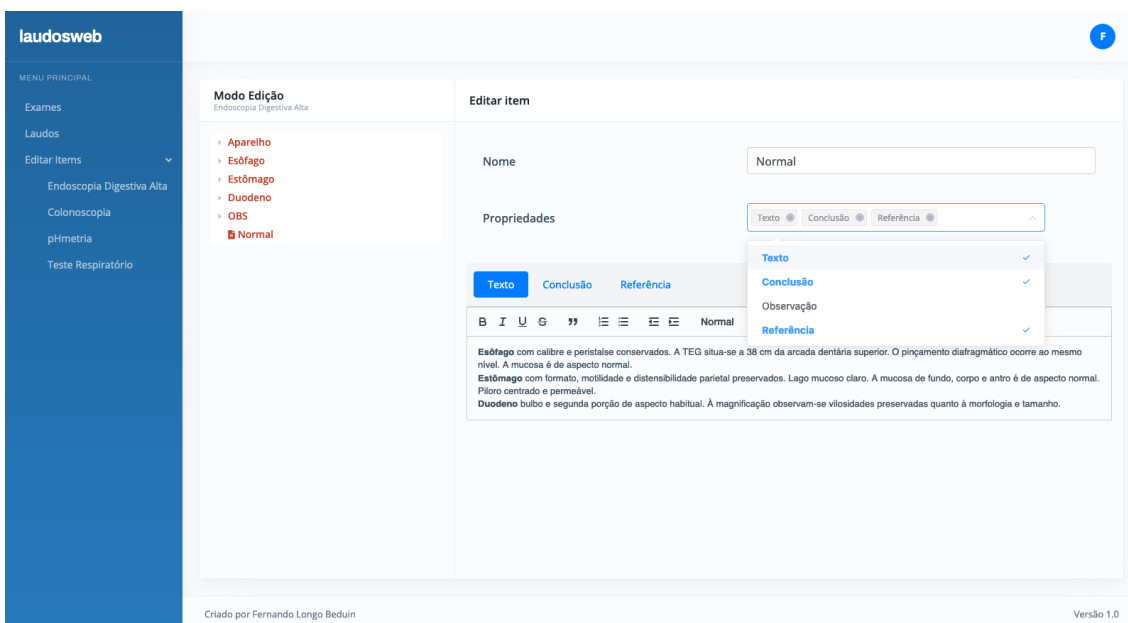 laudosweb
F
MENU PRINCIPAL
Exames
Laudos
Editar Items
Endoscopia Digestiva Alta
Colonoscopia
pHmetria
Teste Respiratório
Modo Edição
Endoscopia Digestiva Alta
Aparelho
Esôfago
Estômago
Duodeno
OBS
Normal
Editar item
Nome
Normal
Propriedades
Texto
Conclusão
Referência
Texto
Conclusão
Observação
Referência
Texto
Conclusão
Referência
Normal
Esôfago com calibre e peristalse conservados. A TEG situa-se a 38 cm da arcada dentária superior. O pinçamento diafragmático ocorre ao mesmo
nível. A mucosa é de aspecto normal.
Estômago com formato, motilidade e distensibilidade parietal preservados. Lago mucoso claro. A mucosa de fundo, corpo e antro é de aspecto normal.
Piloro centrado e permeável.
Duodeno bulbo e segunda porção de aspecto habitual. À magnificação observam-se vilosidades preservadas quanto à morfologia e tamanho.
Criado por Fernando Longo Beduin
Versão 1.0